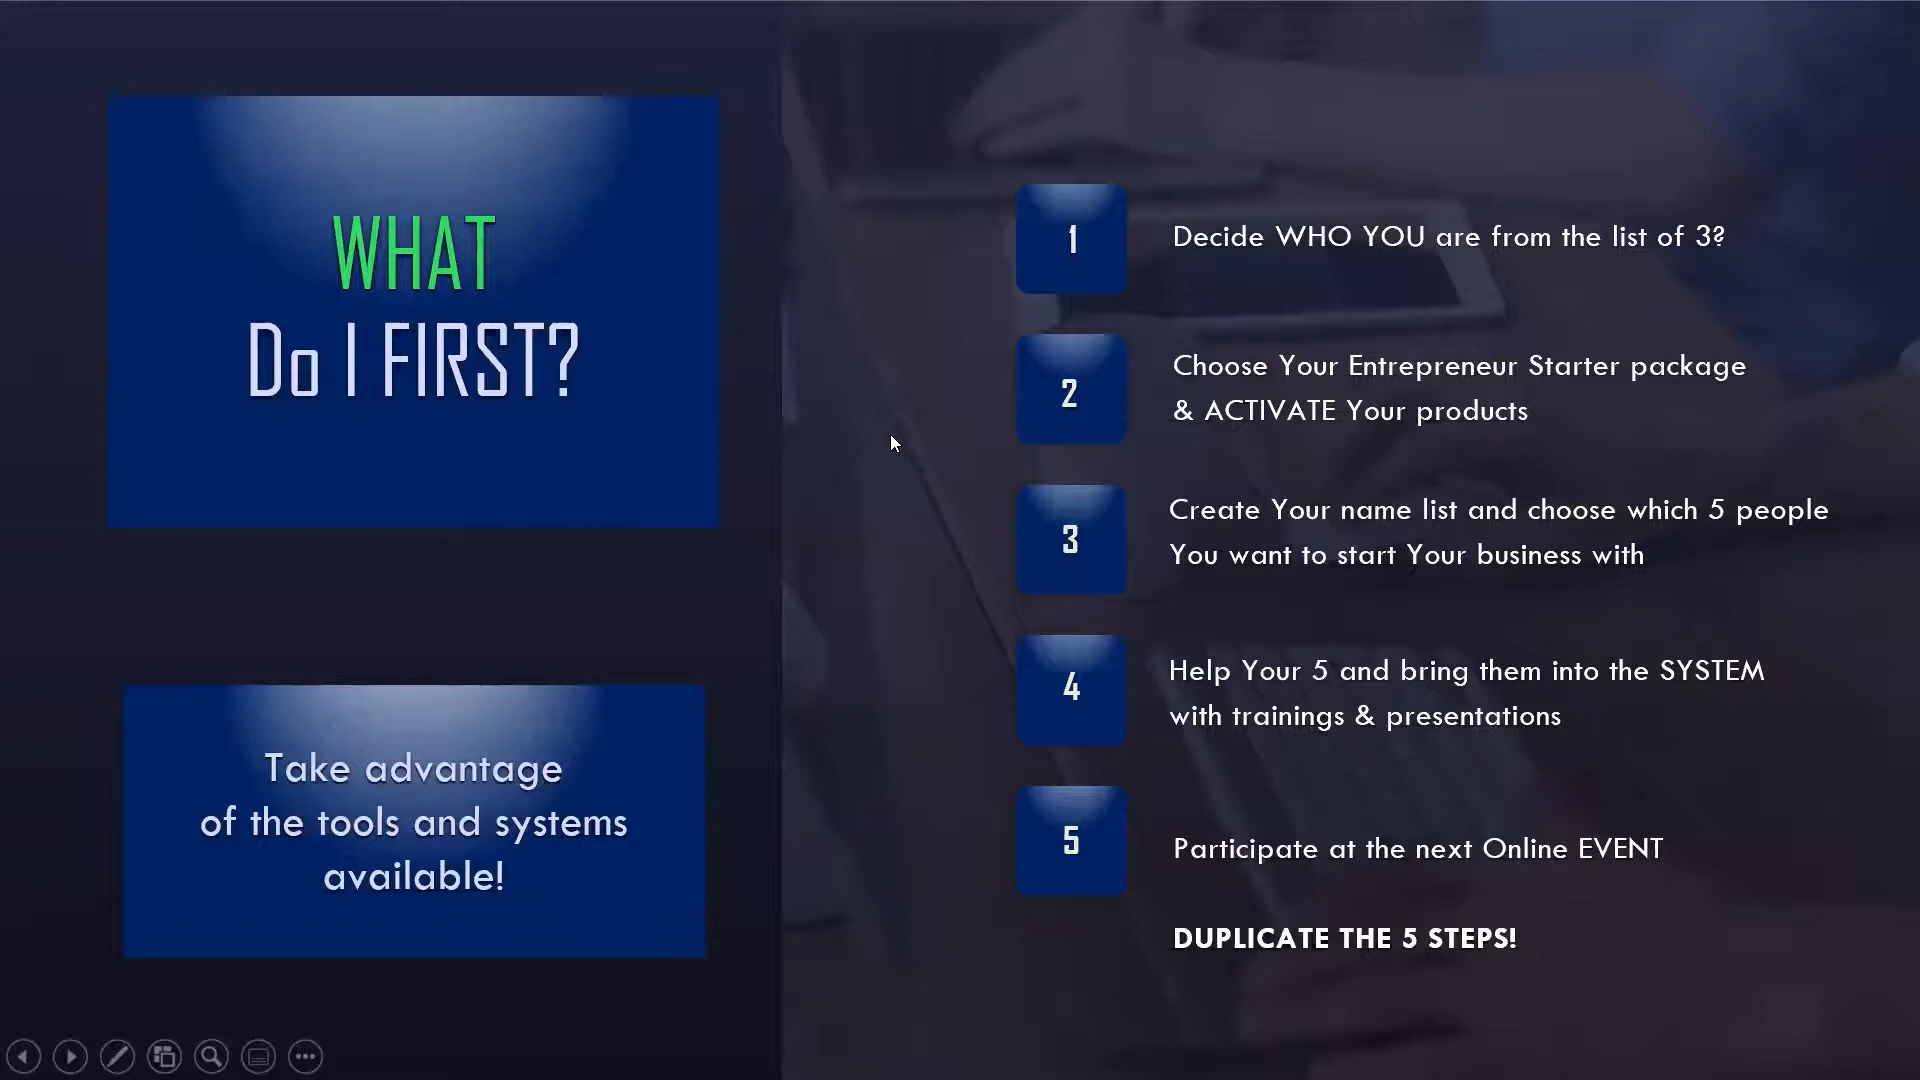 WHAT
Do I FIRST?
Take advantage
of the tools and systems
available!
1
Decide WHO YOU are from the list of 3?
2
Choose Your Entrepreneur Starter package
& ACTIVATE Your products
3
Create Your name list and choose which 5 people
You want to start Your business with
4
Help Your 5 and bring them into the SYSTEM
with trainings & presentations
5
Participate at the next Online EVENT
DUPLICATE THE 5 STEPS!